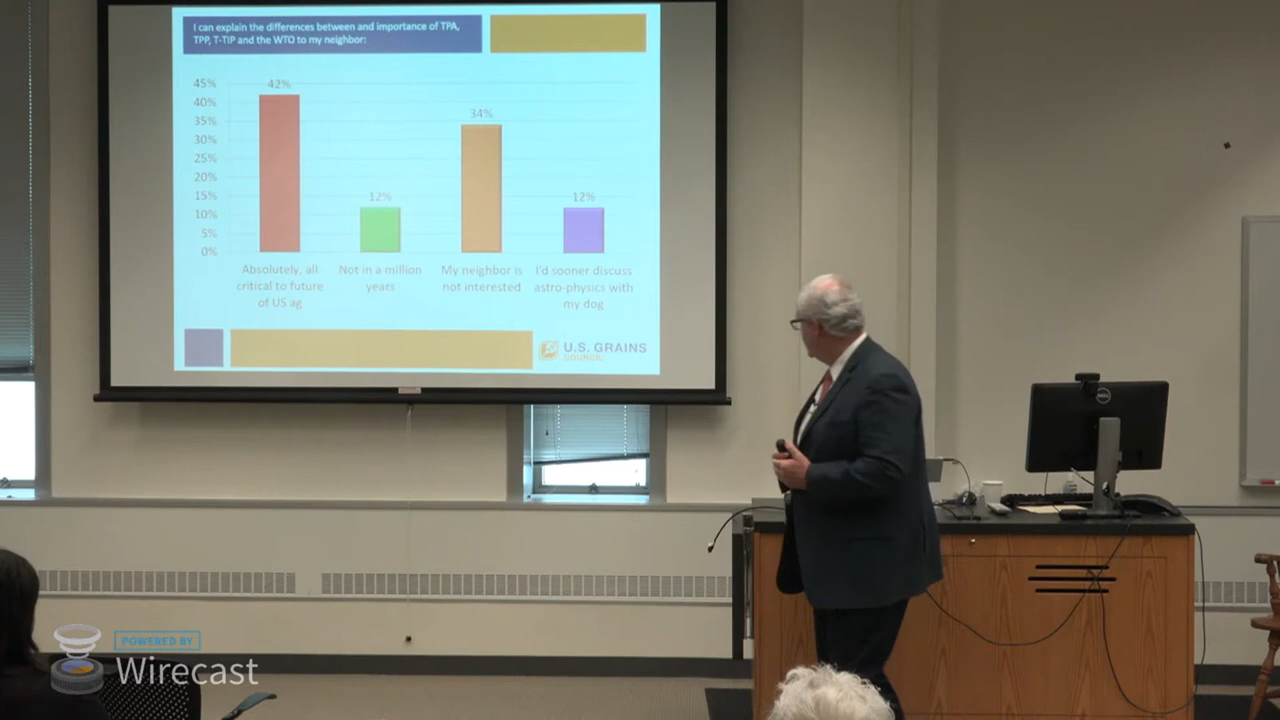 I can explain the differences between and importance of TPA,
TPP, T-TIP and the WTO to my neighbor:
45%
40%
35%
30%
25%
20%
15%
10%
5%
0%
42%
12%
34%
12%
Absolutely, all
critical to future
of US ag
Not in a million
years
My neighbor is
not interested
I'd sooner discuss
astro-physics with
my dog
U.S. GRAINS
COUNCIL
DELL
POWERED BY
Wirecast